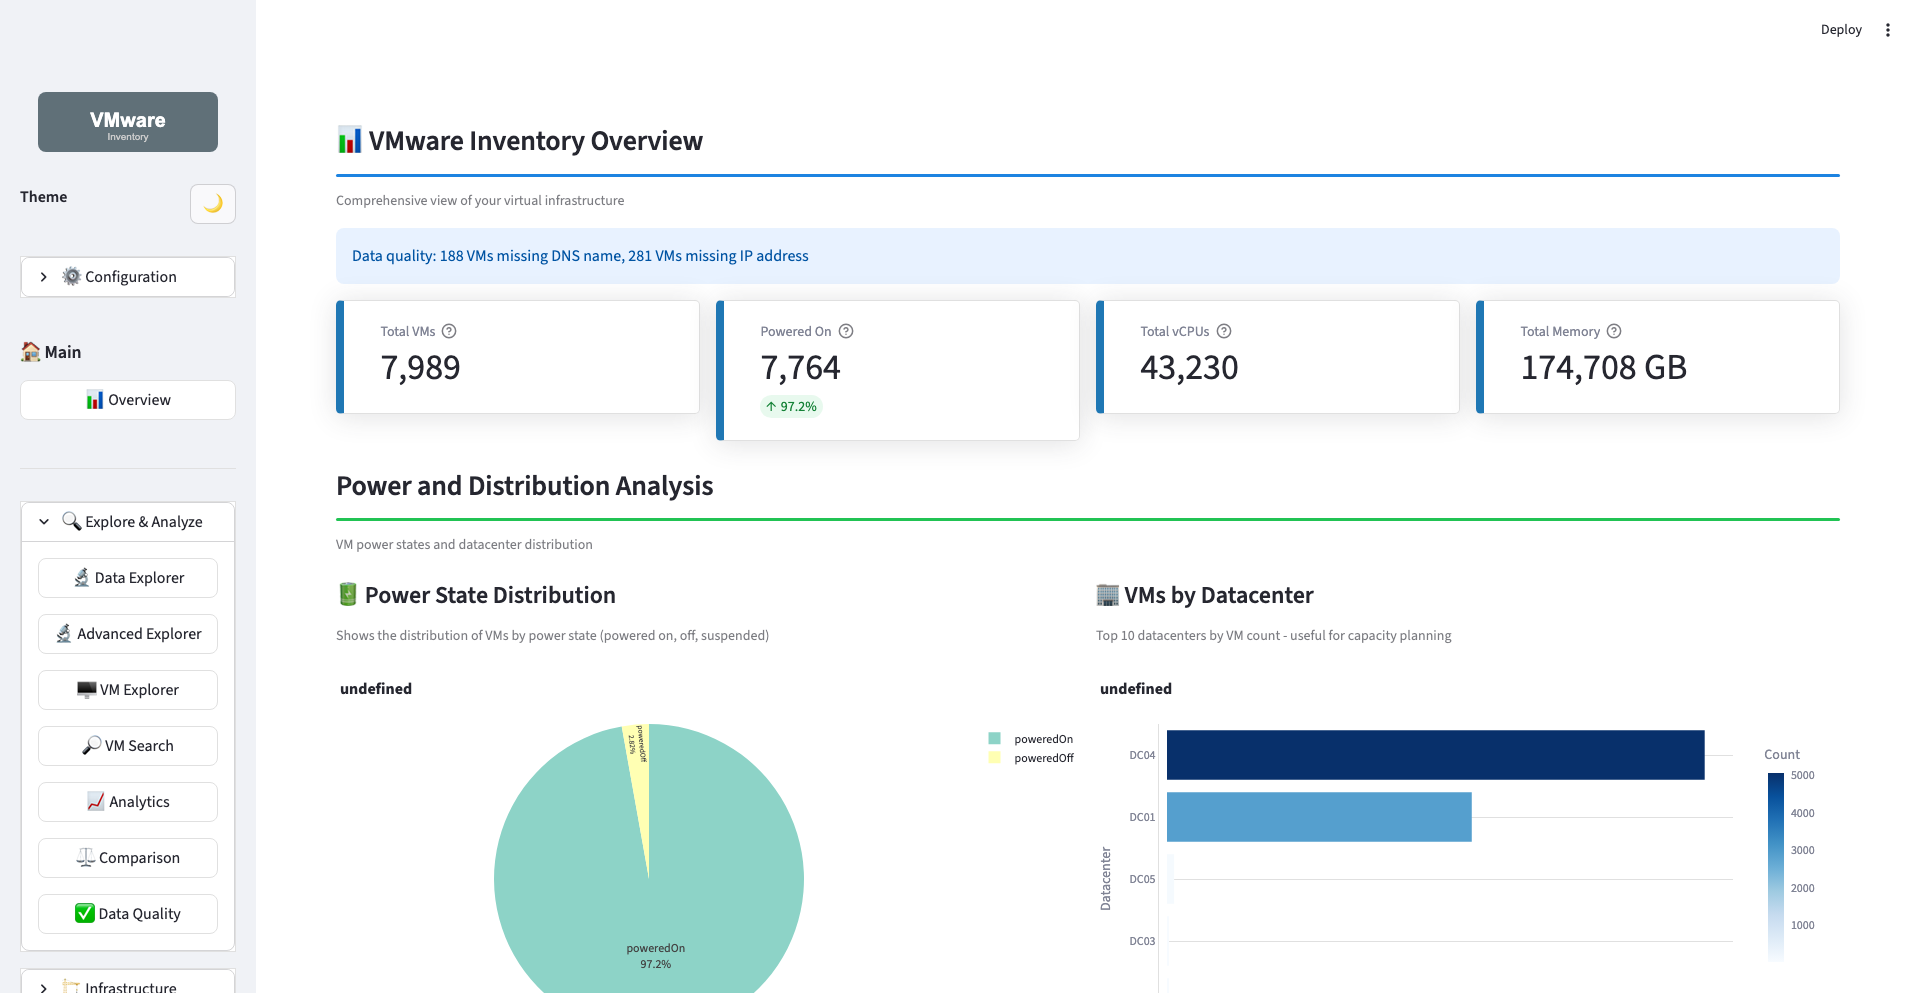 Deploy
VMware
Inventory
Theme
Configuration
Main
Overview
Explore & Analyze
Data Explorer
Advanced Explorer
VM Explorer
VM Search
Analytics
Comparison
Data Quality
Infrastructure
VMware Inventory Overview
Comprehensive view of your virtual infrastructure
Data quality: 188 VMs missing DNS name, 281 VMs missing IP address
Total VMs
7,989
Powered On
7,764
↑ 97.2%
Total vCPUs
43,230
Total Memory
174,708 GB
Power and Distribution Analysis
VM power states and datacenter distribution
Power State Distribution
Shows the distribution of VMs by power state (powered on, off, suspended)
undefined
poweredOff
2.82%
poweredOn
97.2%
poweredOn
poweredOff
VMs by Datacenter
Top 10 datacenters by VM count - useful for capacity planning
undefined
Datacenter
DC04
DC01
DC05
DC03
Count
5000
4000
3000
2000
1000